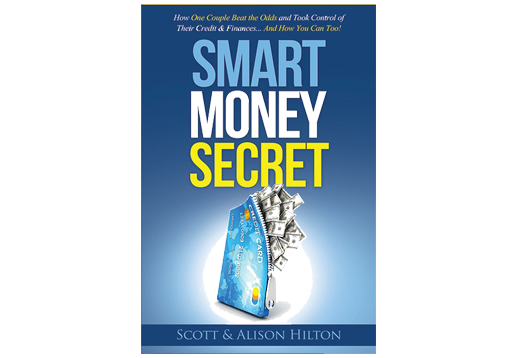 How One Couple Beat the Odds and Took Control of
Their Credit & Finances... And How You Can Too!
SMART
MONEY
SECRET
CREDIT CARD
SCOTT & ALISON HILTON